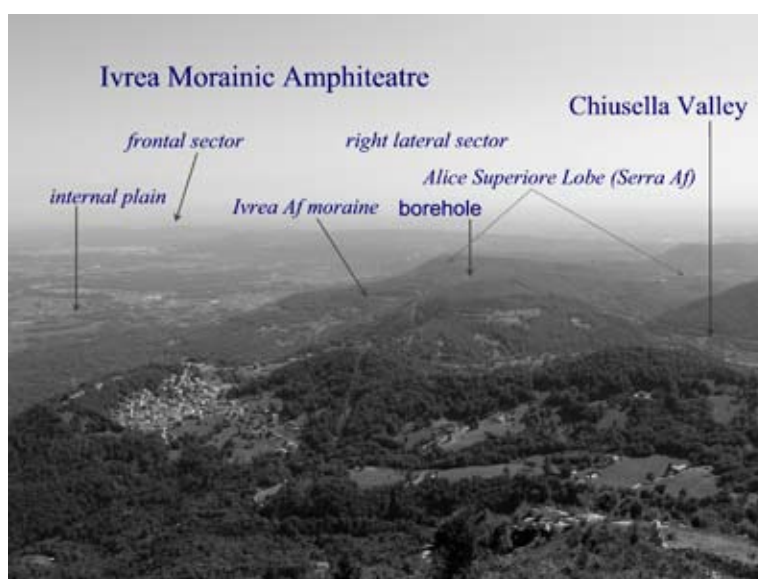 Ivrea Morainic Amphiteatre
Chiusella Valley
frontal sector
right lateral sector
Alice Superiore Lobe (Serra Af)
internal plain
Ivrea Af moraine
borehole